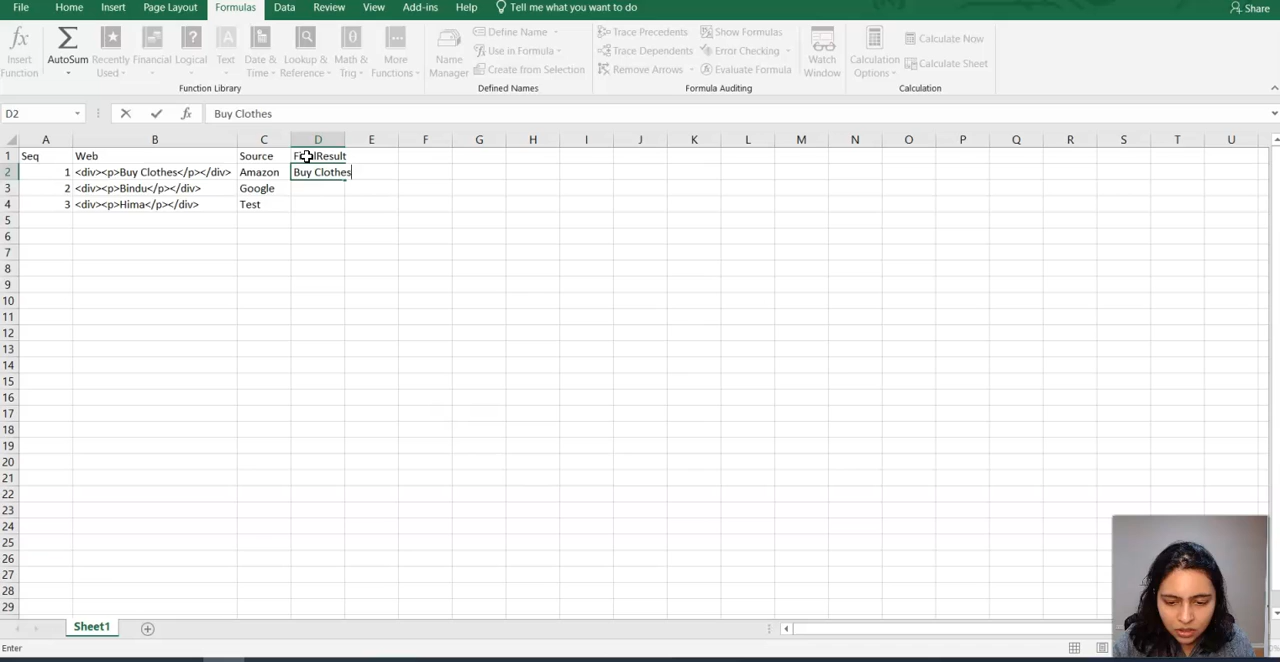 File Home Insert Page Layout Formulas Data Review View Add-ins Help Tell me what you want to do Share
Insert Function
AutoSum
Recently Used
Financial
Logical
Text
Date & Time
Lookup & Reference
Math & Trig
More Functions
Function Library
Name Manager
Define Name
Use in Formula
Create from Selection
Defined Names
Trace Precedents
Trace Dependents
Remove Arrows
Show Formulas
Error Checking
Evaluate Formula
Formula Auditing
Watch Window
Calculation Options
Calculate Now
Calculate Sheet
Calculation
D2 fx Buy Clothes
A B C D E F G H I J K L M N O P Q R S T U
1 Seq Web Source
2 1 <div><p>Buy Clothes</p></div> Amazon Buy Clothes
3 2 <div><p>Bindu</p></div> Google
4 3 <div><p>Hima</p></div> Test
5
6
7
8
9
10
11
12
13
14
15
16
17
18
19
20
21
22
23
24
25
26
27
28
29
Sheet1
Enter